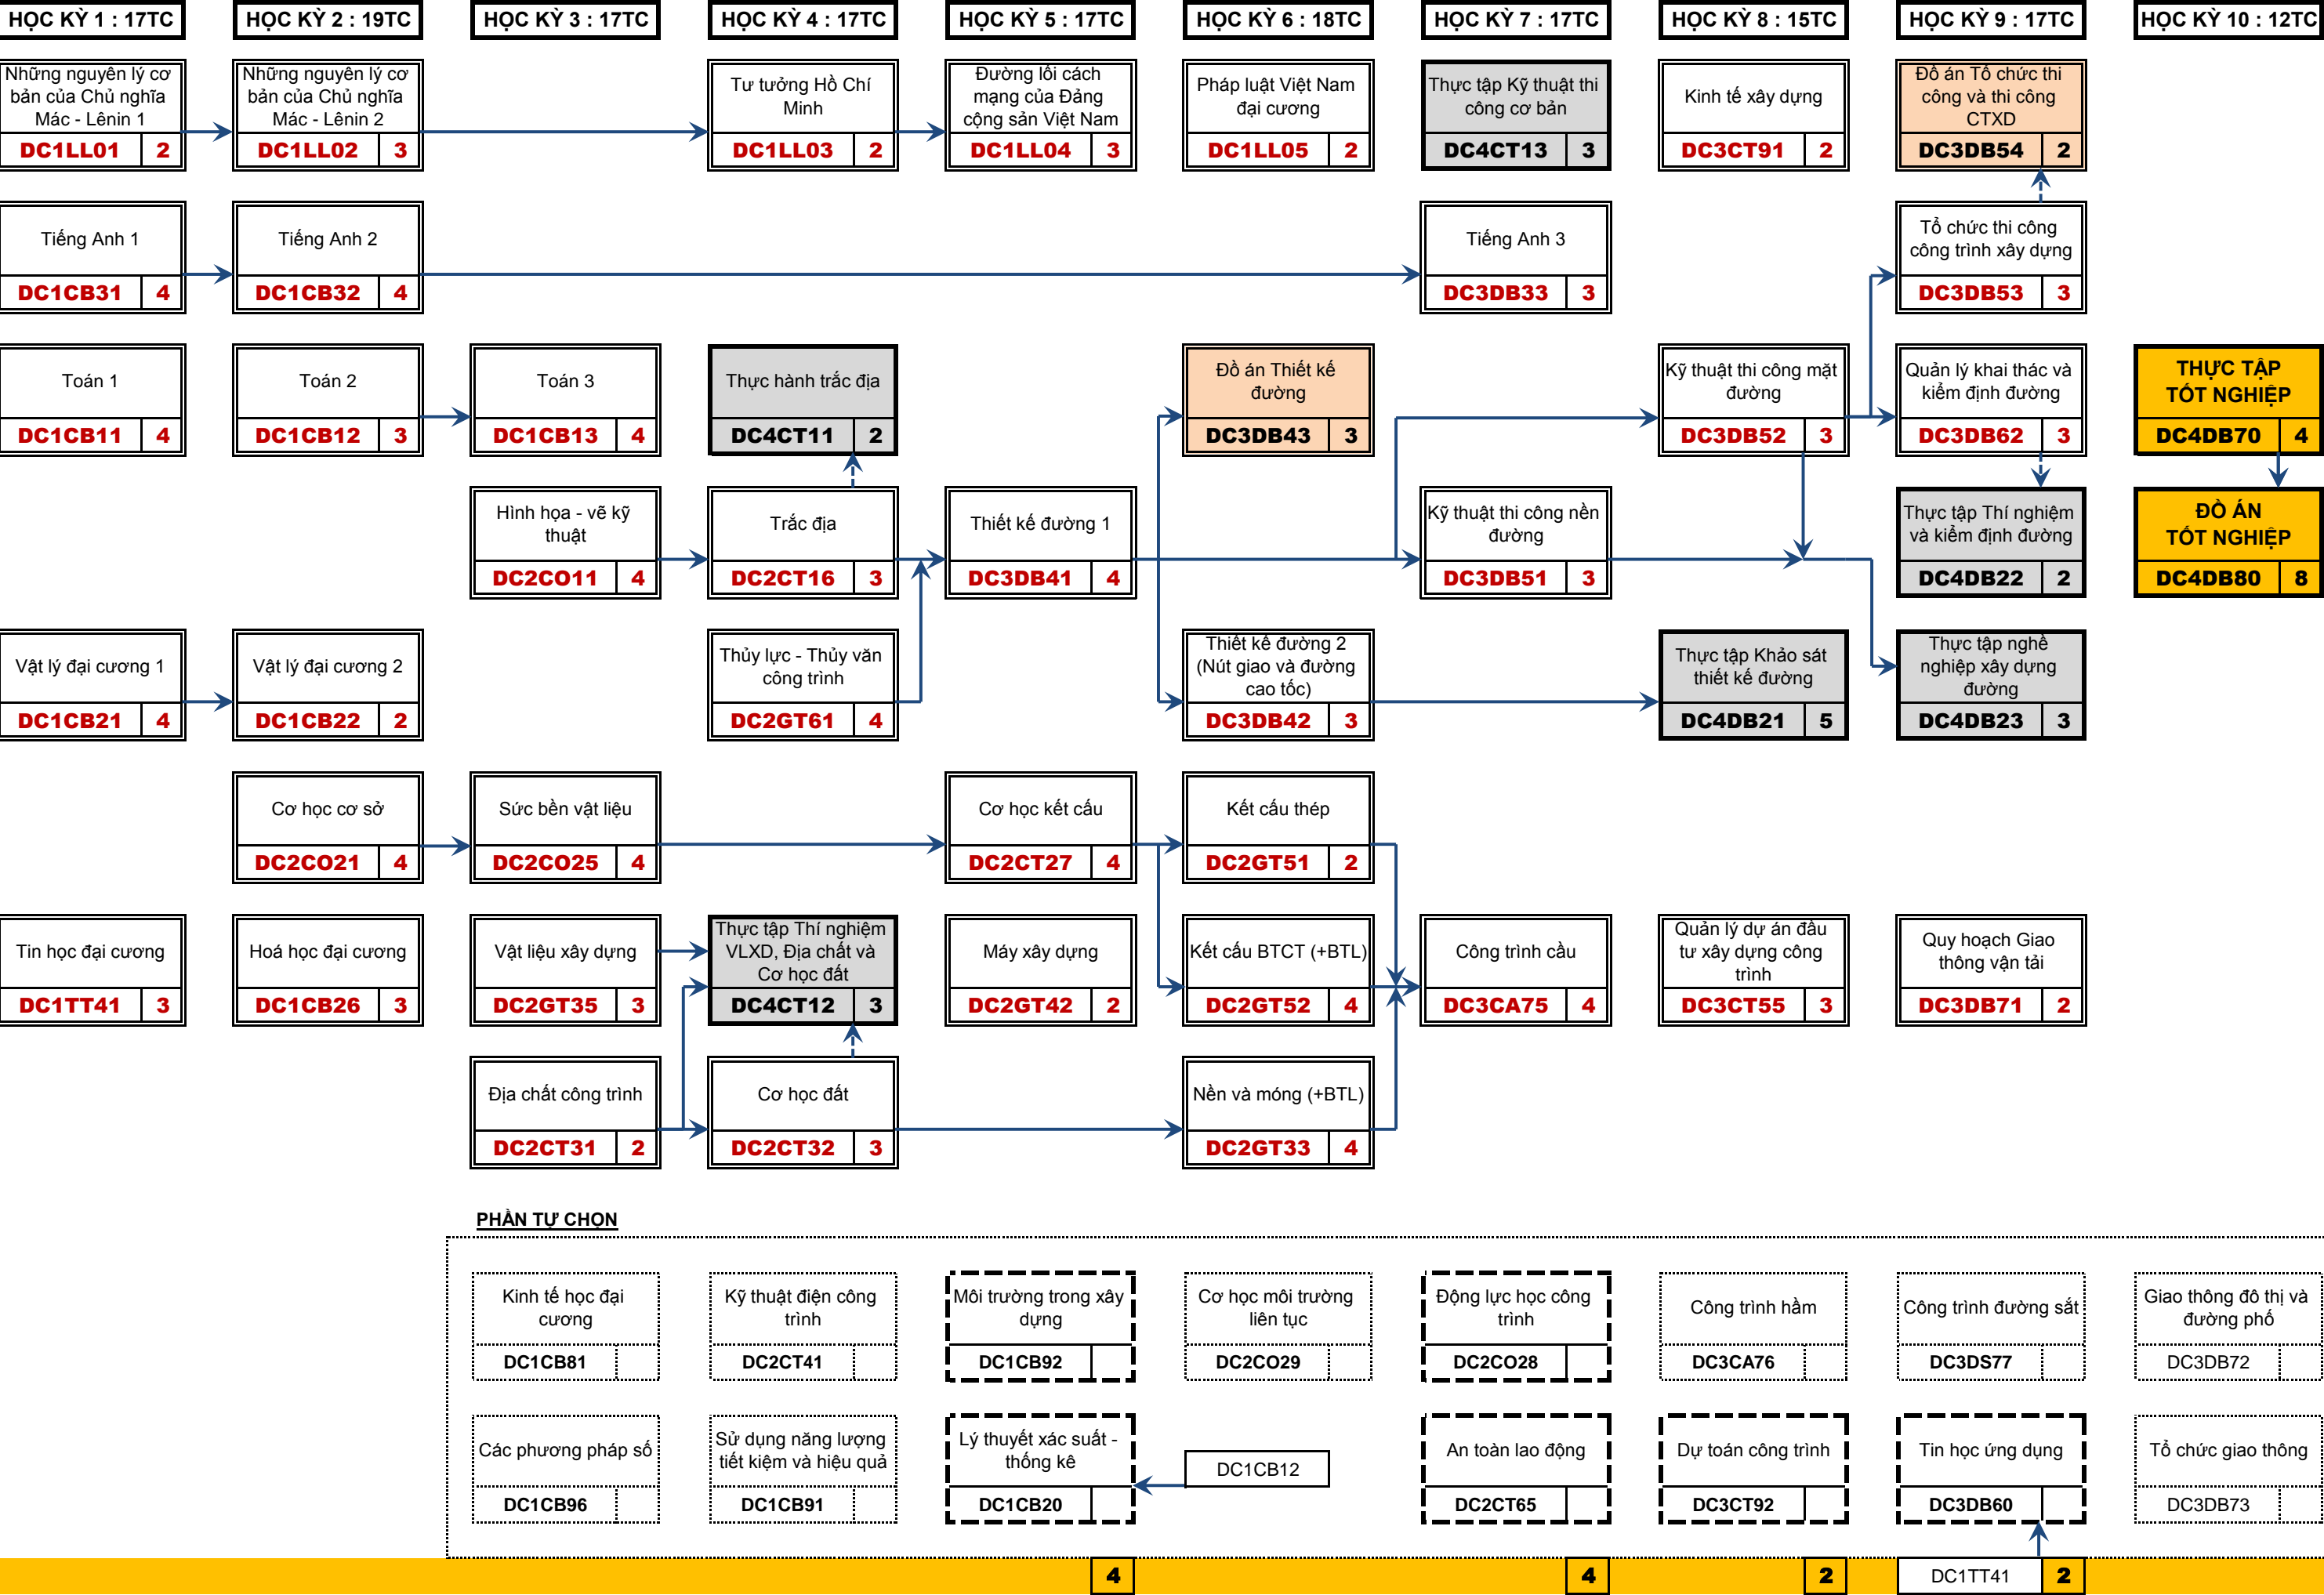 HỌC KỲ 1 : 17TC
HỌC KỲ 2 : 19TC
HỌC KỲ 3 : 17TC
HỌC KỲ 4 : 17TC
HỌC KỲ 5 : 17TC
HỌC KỲ 6 : 18TC
HỌC KỲ 7 : 17TC
HỌC KỲ 8 : 15TC
HỌC KỲ 9 : 17TC
HỌC KỲ 10 : 12TC
Những nguyên lý cơ
bản của Chủ nghĩa
Mác - Lênin 1
DC1LL01 2
Những nguyên lý cơ
bản của Chủ nghĩa
Mác - Lênin 2
DC1LL02 3
Tư tưởng Hồ Chí
Minh
DC1LL03 2
Đường lối cách
mạng của Đảng
cộng sản Việt Nam
DC1LL04 3
Pháp luật Việt Nam
đại cương
DC1LL05 2
Thực tập Kỹ thuật thi
công cơ bản
DC4CT13 3
Kinh tế xây dựng
DC3CT91 2
Đồ án Tổ chức thi
công và thi công
CTXD
DC3DB54 2
Tiếng Anh 1
DC1CB31 4
Tiếng Anh 2
DC1CB32 4
Tiếng Anh 3
DC3DB33 3
Tổ chức thi công
công trình xây dựng
DC3DB53 3
Toán 1
DC1CB11 4
Toán 2
DC1CB12 3
Toán 3
DC1CB13 4
Thực hành trắc địa
DC4CT11 2
Đồ án Thiết kế
đường
DC3DB43 3
Kỹ thuật thi công mặt
đường
DC3DB52 3
Quản lý khai thác và
kiểm định đường
DC3DB62 3
THỰC TẬP
TỐT NGHIỆP
DC4DB70 4
Hình họa - vẽ kỹ
thuật
DC2CO11 4
Trắc địa
DC2CT16 3
Thiết kế đường 1
DC3DB41 4
Kỹ thuật thi công nền
đường
DC3DB51 3
Thực tập Thí nghiệm
và kiểm định đường
DC4DB22 2
ĐỒ ÁN
TỐT NGHIỆP
DC4DB80 8
Vật lý đại cương 1
DC1CB21 4
Vật lý đại cương 2
DC1CB22 2
Thủy lực - Thủy văn
công trình
DC2GT61 4
Thiết kế đường 2
(Nút giao và đường
cao tốc)
DC3DB42 3
Thực tập Khảo sát
thiết kế đường
DC4DB21 5
Thực tập nghề
nghiệp xây dựng
đường
DC4DB23 3
Cơ học cơ sở
DC2CO21 4
Sức bền vật liệu
DC2CO25 4
Cơ học kết cấu
DC2CT27 4
Kết cấu thép
DC2GT51 2
Tin học đại cương
DC1TT41 3
Hoá học đại cương
DC1CB26 3
Vật liệu xây dựng
DC2GT35 3
Thực tập Thí nghiệm
VLXD, Địa chất và
Cơ học đất
DC4CT12 3
Máy xây dựng
DC2GT42 2
Kết cấu BTCT (+BTL)
DC2GT52 4
Công trình cầu
DC3CA75 4
Quản lý dự án đầu
tư xây dựng công
trình
DC3CT55 3
Quy hoạch Giao
thông vận tải
DC3DB71 2
Địa chất công trình
DC2CT31 2
Cơ học đất
DC2CT32 3
Nền và móng (+BTL)
DC2GT33 4
PHẦN TỰ CHỌN
Kinh tế học đại
cương
DC1CB81
Kỹ thuật điện công
trình
DC2CT41
Môi trường trong xây
dựng
DC1CB92
Cơ học môi trường
liên tục
DC2CO29
Động lực học công
trình
DC2CO28
Công trình hầm
DC3CA76
Công trình đường sắt
DC3DS77
Giao thông đô thị và
đường phố
DC3DB72
Các phương pháp số
DC1CB96
Sử dụng năng lượng
tiết kiệm và hiệu quả
DC1CB91
Lý thuyết xác suất -
thống kê
DC1CB20
DC1CB12
An toàn lao động
DC2CT65
Dự toán công trình
DC3CT92
Tin học ứng dụng
DC3DB60
Tổ chức giao thông
DC3DB73
4
4
2
DC1TT41 2